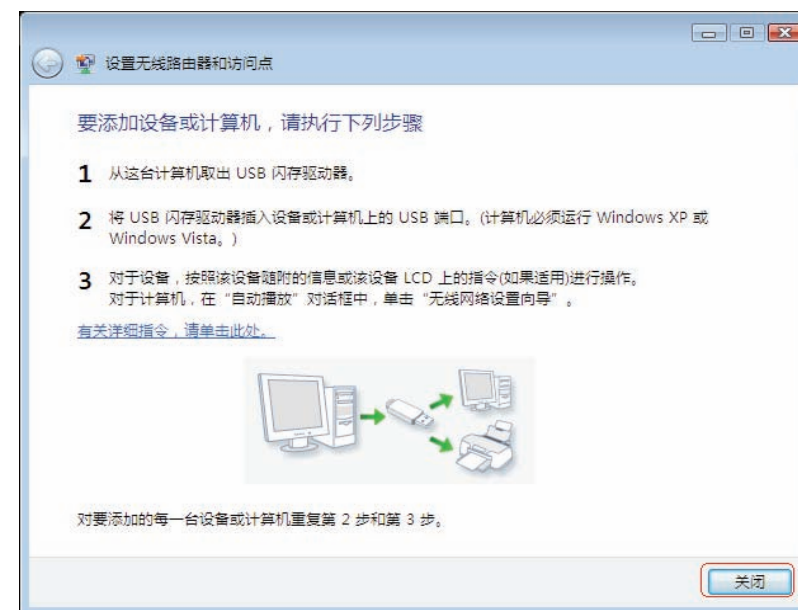 设置无线路由器和访问点
要添加设备或计算机，请执行下列步骤
1 从这台计算机取出 USB 闪存驱动器。
2 将 USB 闪存驱动器插入设备或计算机上的 USB 端口。(计算机必须运行 Windows XP 或
Windows Vista。)
3 对于设备，按照该设备随附的信息或该设备 LCD 上的指令(如果适用)进行操作。
对于计算机，在“自动播放”对话框中，单击“无线网络设置向导”。
有关详细指令，请单击此处。
对要添加的每一台设备或计算机重复第 2 步和第 3 步。
关闭